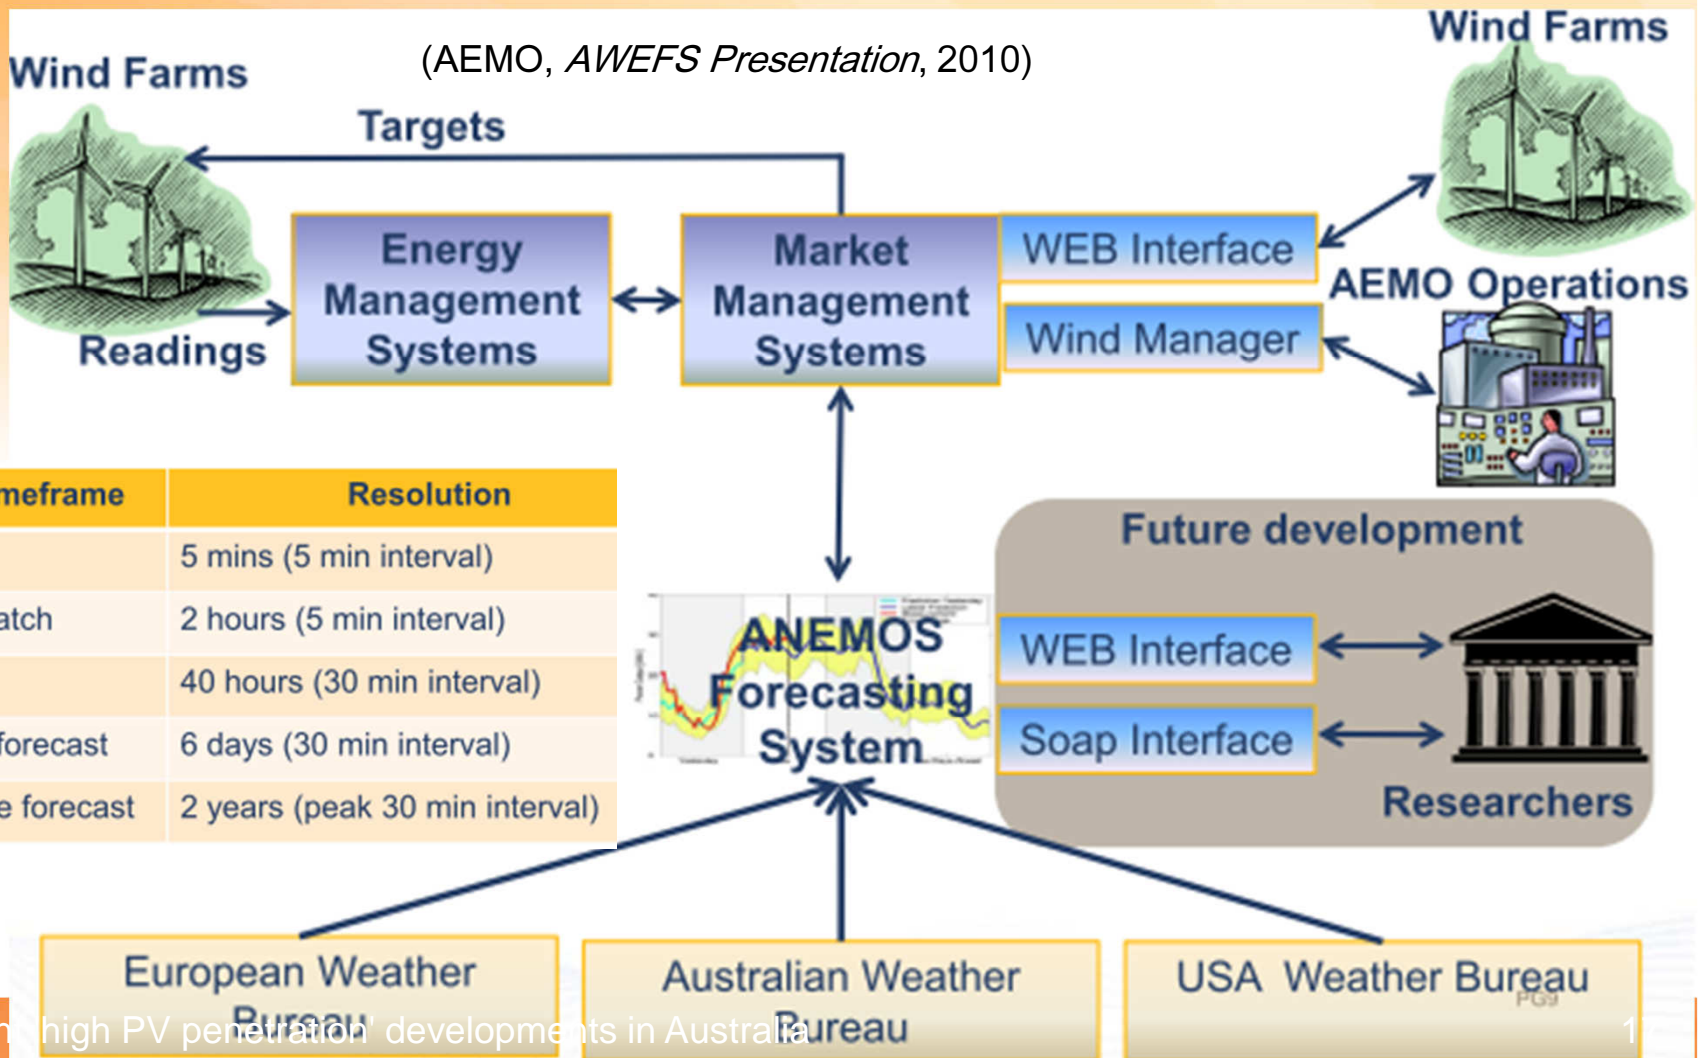 (AEMO, AWEFS Presentation, 2010)
Wind Farms
Wind Farms
Targets
Energy
Management
Systems
Market
Management
Systems
WEB Interface
Wind Manager
AEMO Operations
Readings
meframe Resolution
5 mins (5 min interval)
atch 2 hours (5 min interval)
40 hours (30 min interval)
forecast 6 days (30 min interval)
e forecast 2 years (peak 30 min interval)
Future development
ANEMOS
Forecasting
System
WEB Interface
Soap Interface
Researchers
European Weather
Bureau
Australian Weather
Bureau
USA Weather Bureau
PG9
high PV penetration' developments in Australia